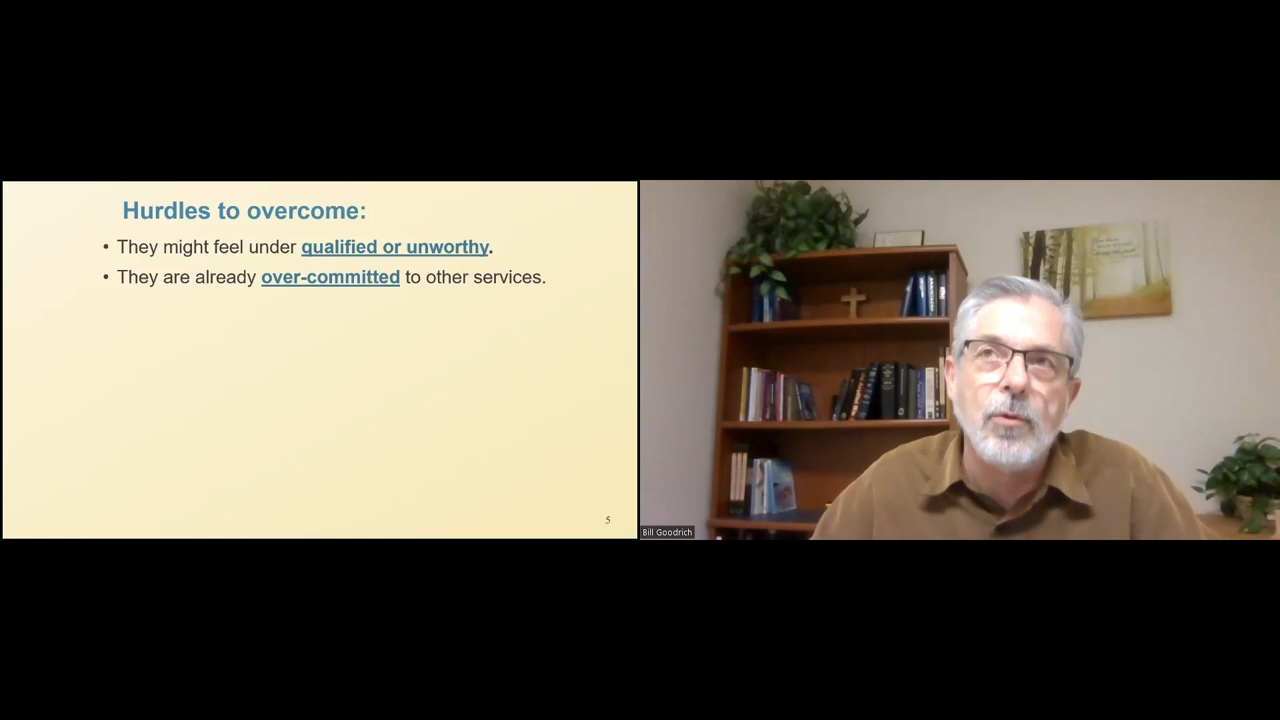 Hurdles to overcome:
• They might feel under qualified or unworthy.
• They are already over-committed to other services.
5
Bill Goodrich